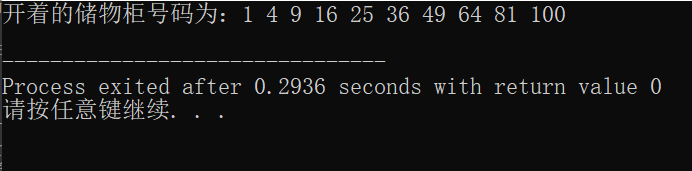 开着的储物柜号码为：1 4 9 16 25 36 49 64 81 100
--------------------------------
Process exited after 0.2936 seconds with return value 0
请按任意键继续. . .